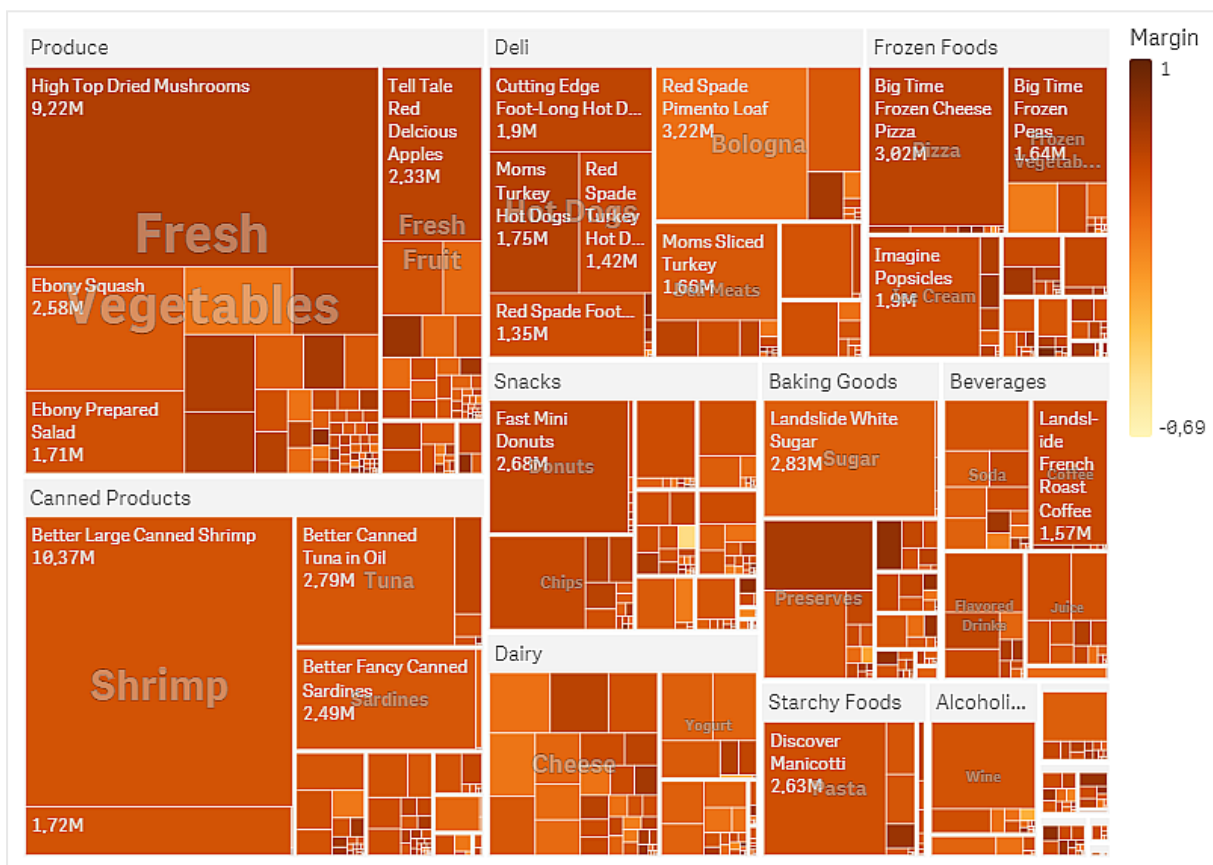 Produce
High Top Dried Mushrooms
9,22M
Fresh
Vegetables
Ebony Squash
2,58M
Ebony Prepared
Salad
1,71M
Tell Tale
Red
Delcious
Apples
2,33M
Fresh
Fruit
Deli
Cutting Edge
Foot-Long Hot D...
1,9M
Moms
Turkey
Hot Dogs
1,75M
Red
Spade
Turkey
Hot D...
1,42M
Hot Dogs
Red Spade Foot...
1,35M
Red Spade
Pimento Loaf
3,22M
Bologna
Moms Sliced
Turkey
1,66M
Deli Meats
Frozen Foods
Big Time
Frozen Cheese
Pizza
3,02M
Pizza
Big Time
Frozen
Peas
1,64M
Frozen
Vegetab...
Imagine
Popsicles
1,9M
Ice Cream
Margin
1
-0,69
Canned Products
Better Large Canned Shrimp
10,37M
Shrimp
1,72M
Better Canned
Tuna in Oil
2,79M
Tuna
Better Fancy Canned
Sardines
2,49M
Sardines
Snacks
Fast Mini
Donuts
2,68M
Donuts
Chips
Baking Goods
Landslide White
Sugar
2,83M
Sugar
Preserves
Beverages
Soda
Landsl-
ide
French
Roast
Coffee
1,57M
Coffee
Flavored
Drinks
Juice
Dairy
Cheese
Yogurt
Starchy Foods
Discover
Manicotti
2,63M
Pasta
Alcoholi...
Wine